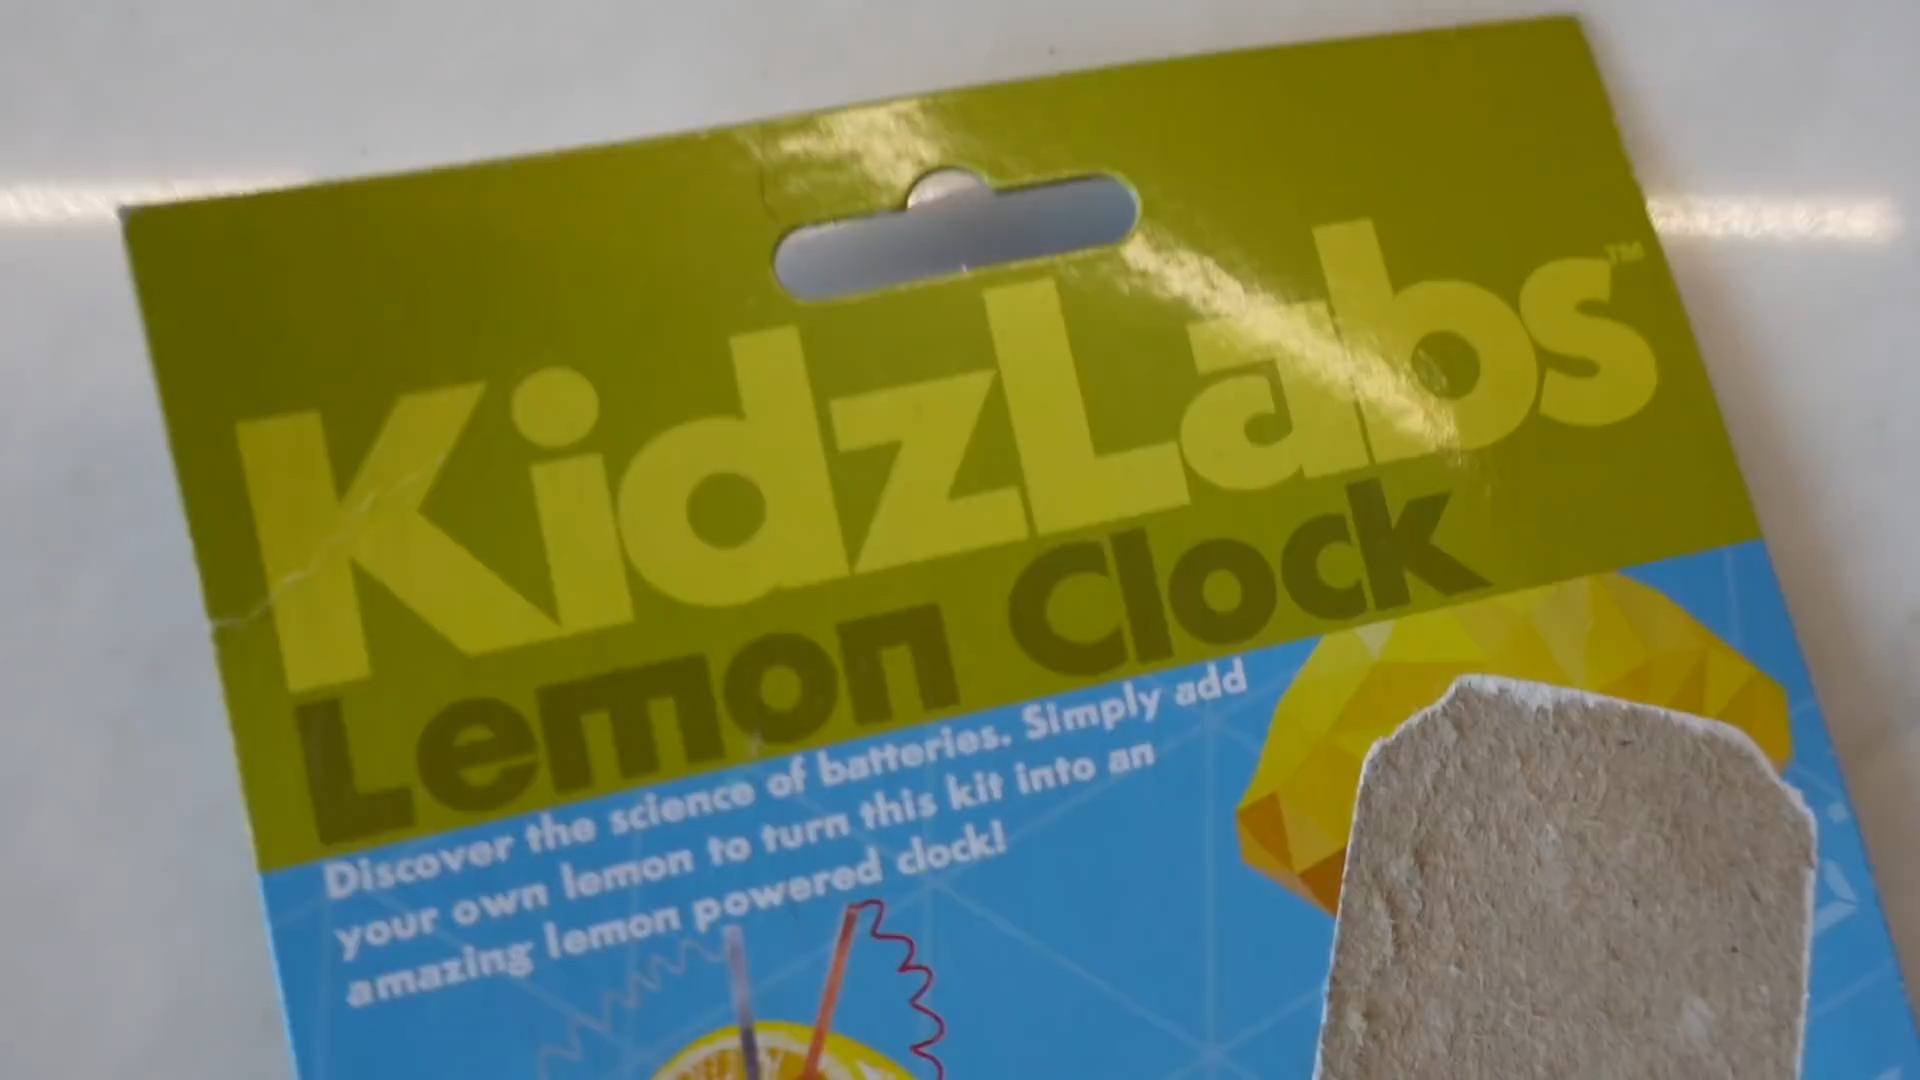 KidzLabs™
Lemon Clock
Discover the science of batteries. Simply add
your own lemon to turn this kit into an
amazing lemon powered clock!